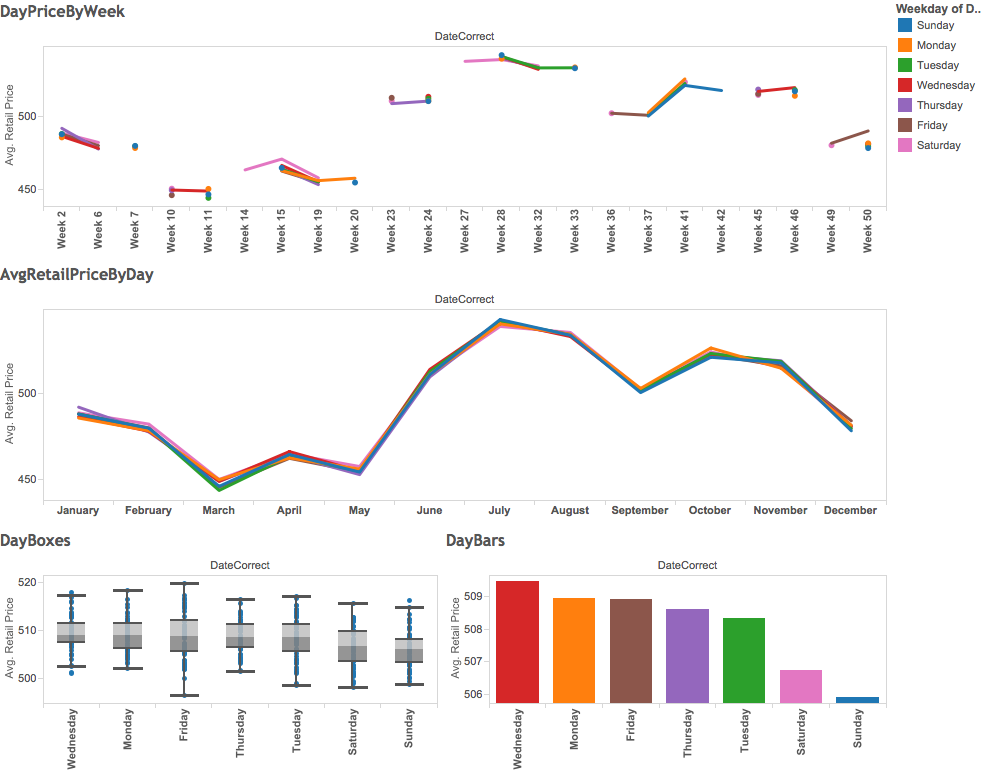 DayPriceByWeek
Weekday of D..
DateCorrect
Sunday
Monday
Tuesday
Wednesday
Thursday
Friday
Saturday
Avg. Retail Price
500
450
Week 2 Week 6 Week 7 Week 10 Week 11 Week 14 Week 15 Week 19 Week 20 Week 23 Week 24 Week 27 Week 28 Week 32 Week 33 Week 36 Week 37 Week 41 Week 42 Week 45 Week 46 Week 49 Week 50
AvgRetailPriceByDay
DateCorrect
Avg. Retail Price
500
450
January February March April May June July August September October November December
DayBoxes
DateCorrect
Avg. Retail Price
520
510
500
Wednesday Monday Friday Thursday Tuesday Saturday Sunday
DayBars
DateCorrect
Avg. Retail Price
509
508
507
506
Wednesday Monday Friday Thursday Tuesday Saturday Sunday